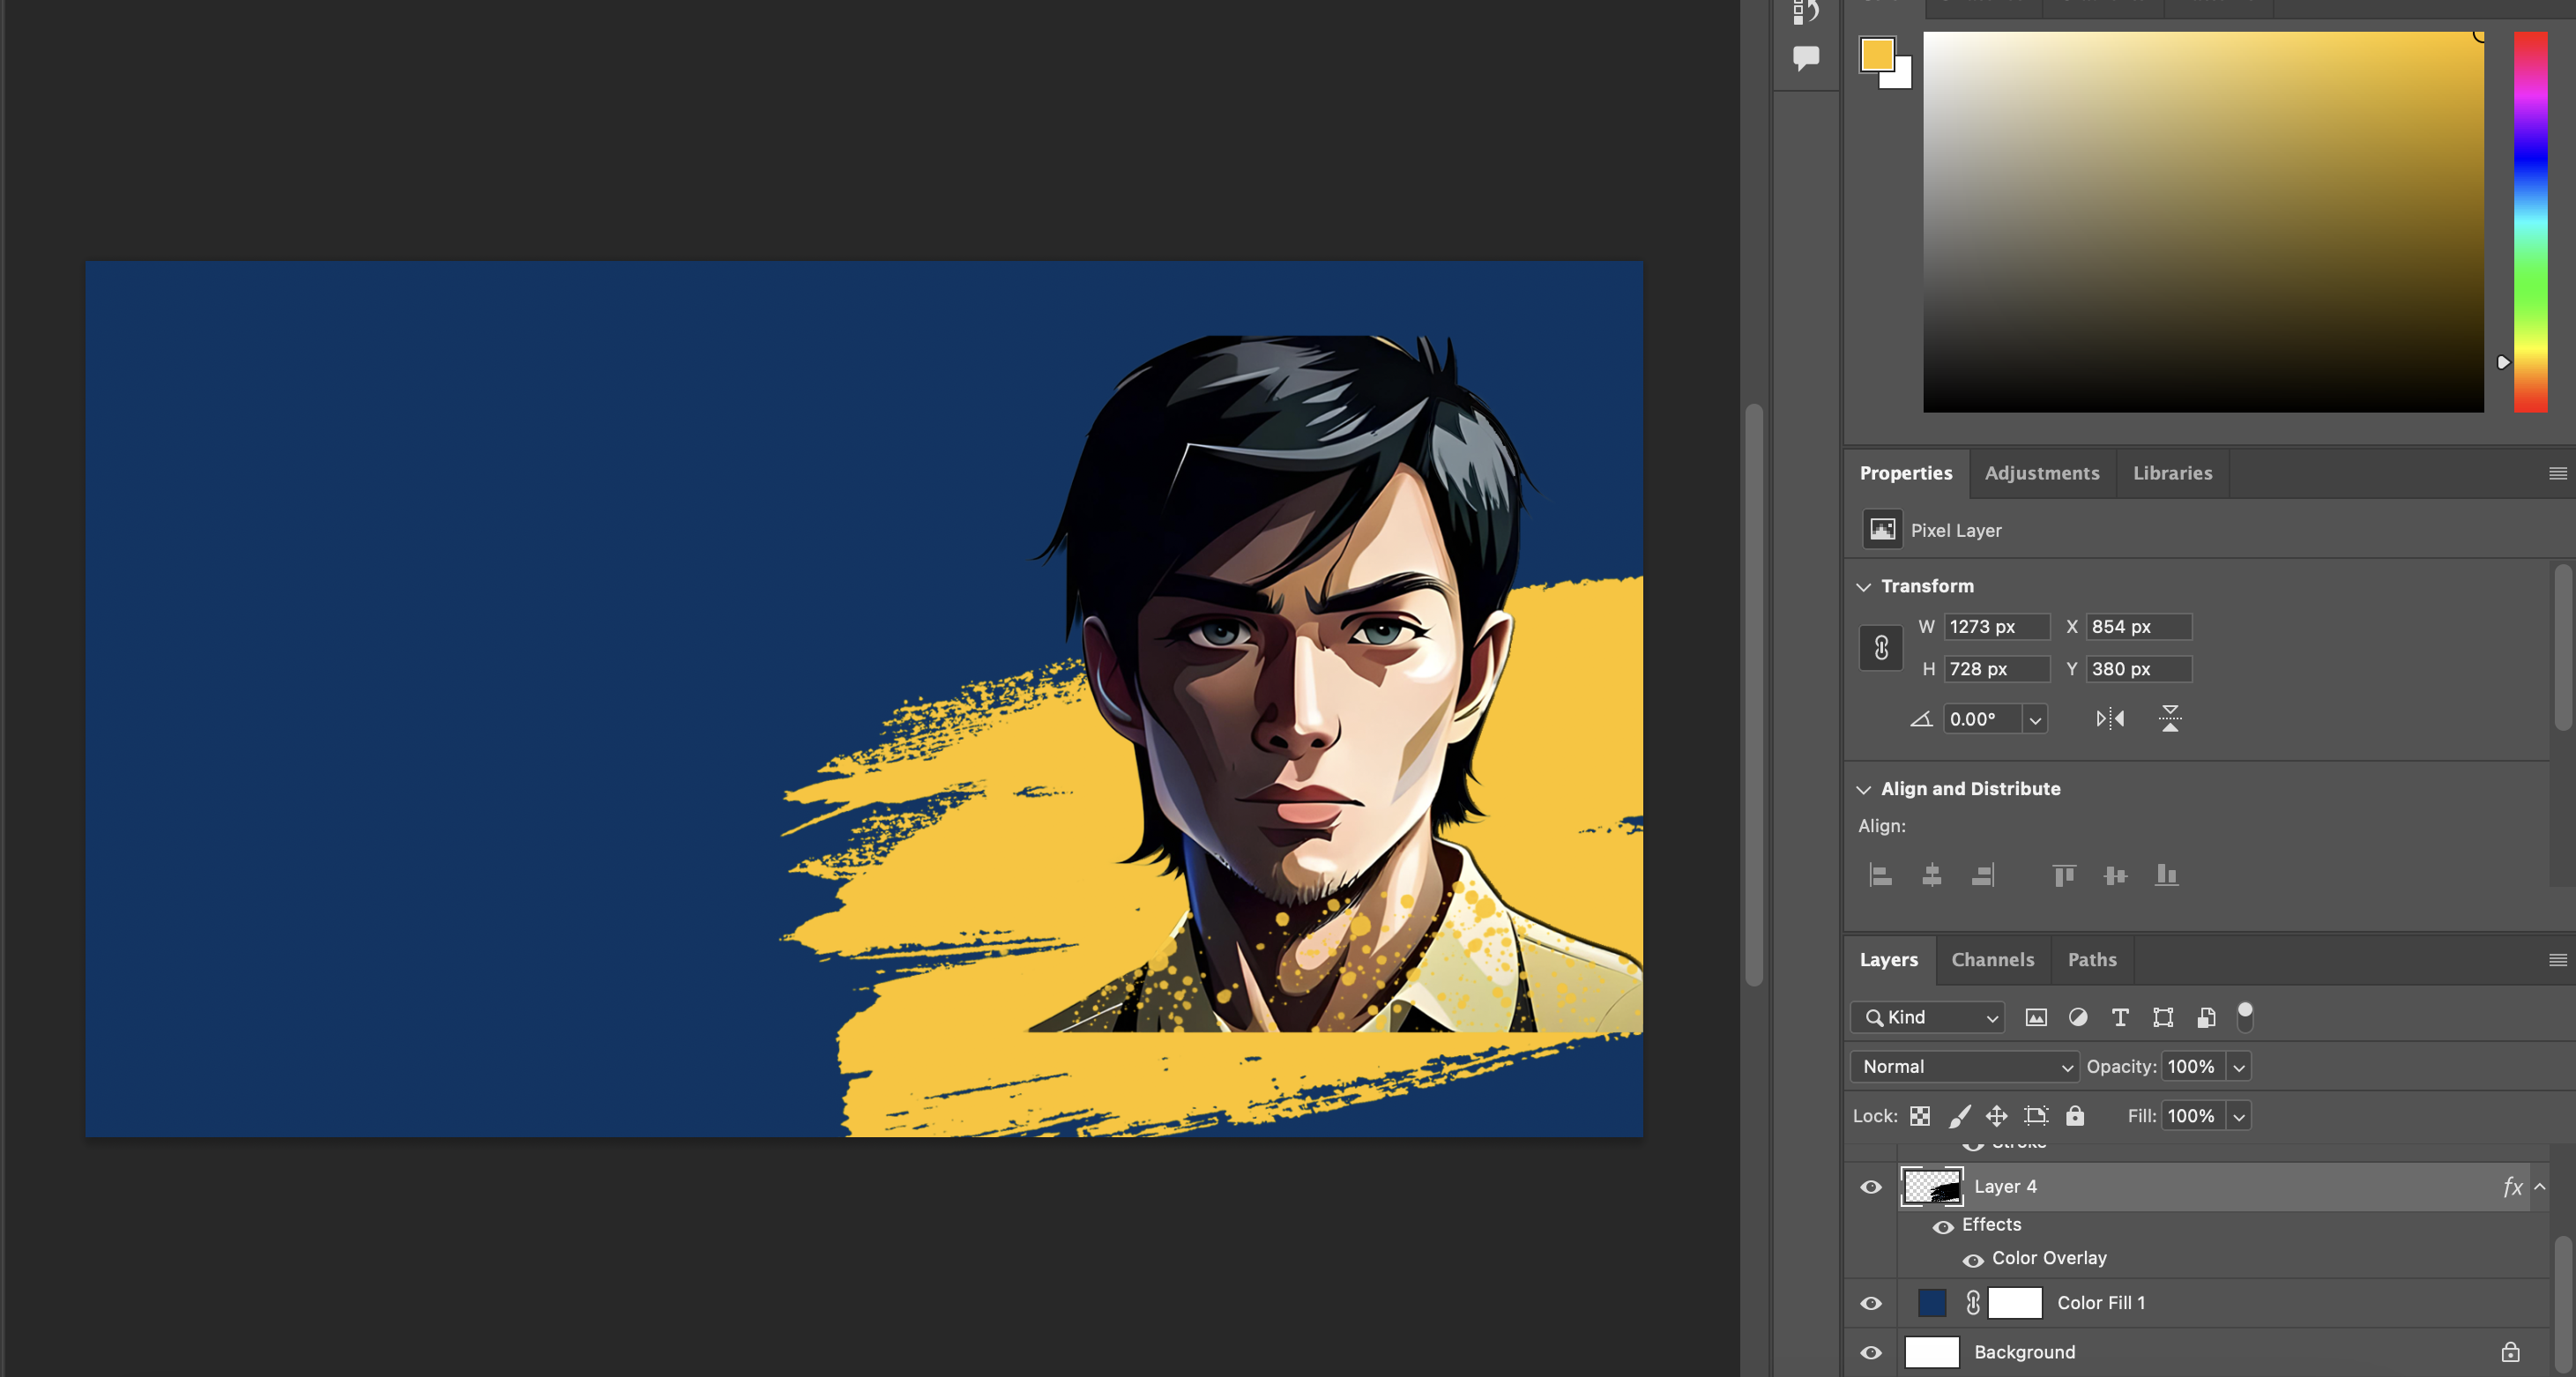 Properties
Adjustments
Libraries
Pixel Layer
Transform
W 1273 px X 854 px
H 728 px Y 380 px
0.00°
Align and Distribute
Align:
Layers
Channels
Paths
Kind
Normal
Opacity: 100%
Lock:
Fill: 100%
Stroke
Layer 4
fx
Effects
Color Overlay
Color Fill 1
Background